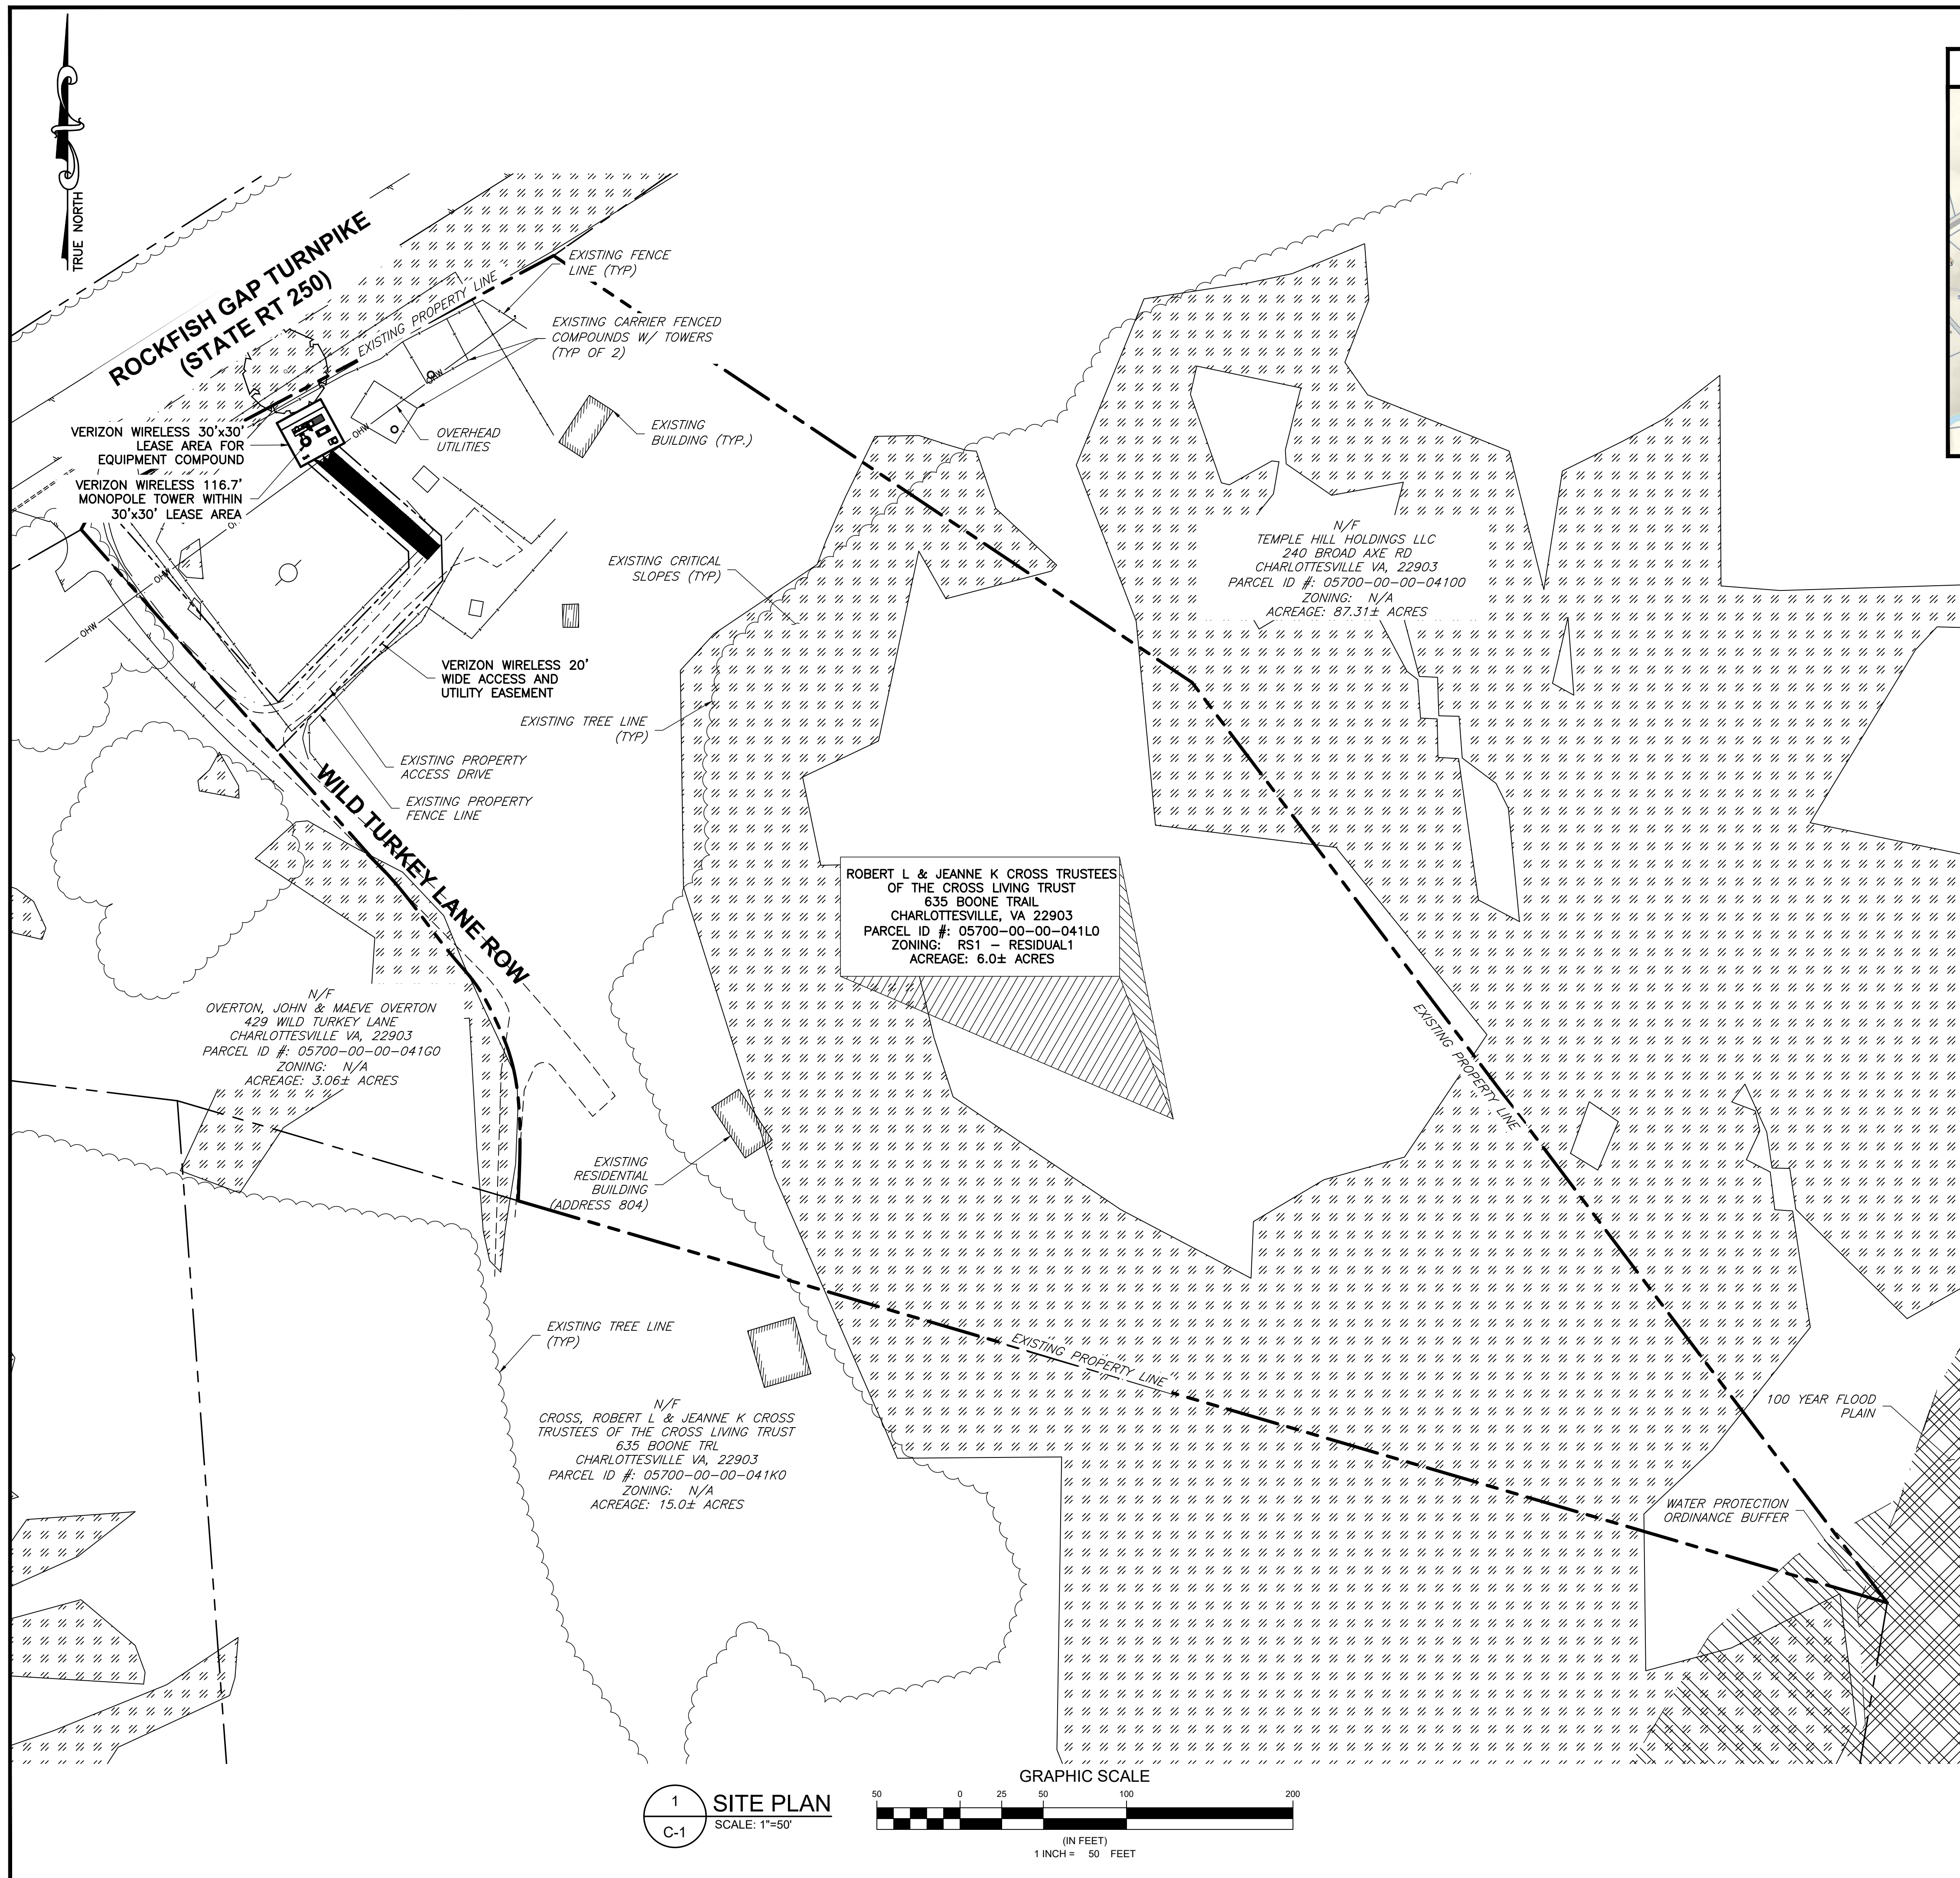 TRUE NORTH
ROCKFISH GAP TURNPIKE
(STATE RT 250)
EXISTING PROPERTY LINE
EXISTING FENCE
LINE (TYP)
EXISTING CARRIER FENCED
COMPOUNDS W/ TOWERS
(TYP OF 2)
OHW
OHW
VERIZON WIRELESS 30'x30'
LEASE AREA FOR
EQUIPMENT COMPOUND
VERIZON WIRELESS 116.7'
MONOPOLE TOWER WITHIN
30'x30' LEASE AREA
OVERHEAD
UTILITIES
EXISTING
BUILDING (TYP.)
OHW
OHW
EXISTING CRITICAL
SLOPES (TYP)
N/F
TEMPLE HILL HOLDINGS LLC
240 BROAD AXE RD
CHARLOTTESVILLE VA, 22903
PARCEL ID #: 05700-00-00-04100
ZONING: N/A
ACREAGE: 87.31± ACRES
VERIZON WIRELESS 20'
WIDE ACCESS AND
UTILITY EASEMENT
EXISTING TREE LINE
(TYP)
EXISTING PROPERTY
ACCESS DRIVE
EXISTING PROPERTY
FENCE LINE
WILD TURKEY LANE ROW
ROBERT L & JEANNE K CROSS TRUSTEES
OF THE CROSS LIVING TRUST
635 BOONE TRAIL
CHARLOTTESVILLE, VA 22903
PARCEL ID #: 05700-00-00-041L0
ZONING: RS1 – RESIDUAL1
ACREAGE: 6.0± ACRES
N/F
OVERTON, JOHN & MAEVE OVERTON
429 WILD TURKEY LANE
CHARLOTTESVILLE VA, 22903
PARCEL ID #: 05700-00-00-041G0
ZONING: N/A
ACREAGE: 3.06± ACRES
EXISTING PROPERTY LINE
EXISTING
RESIDENTIAL
BUILDING
(ADDRESS 804)
EXISTING TREE LINE
(TYP)
EXISTING PROPERTY LINE
N/F
CROSS, ROBERT L & JEANNE K CROSS
TRUSTEES OF THE CROSS LIVING TRUST
635 BOONE TRL
CHARLOTTESVILLE VA, 22903
PARCEL ID #: 05700-00-00-041K0
ZONING: N/A
ACREAGE: 15.0± ACRES
100 YEAR FLOOD
PLAIN
WATER PROTECTION
ORDINANCE BUFFER
1
C-1
SITE PLAN
SCALE: 1"=50'
GRAPHIC SCALE
50 0 25 50 100 200
(IN FEET)
1 INCH = 50 FEET